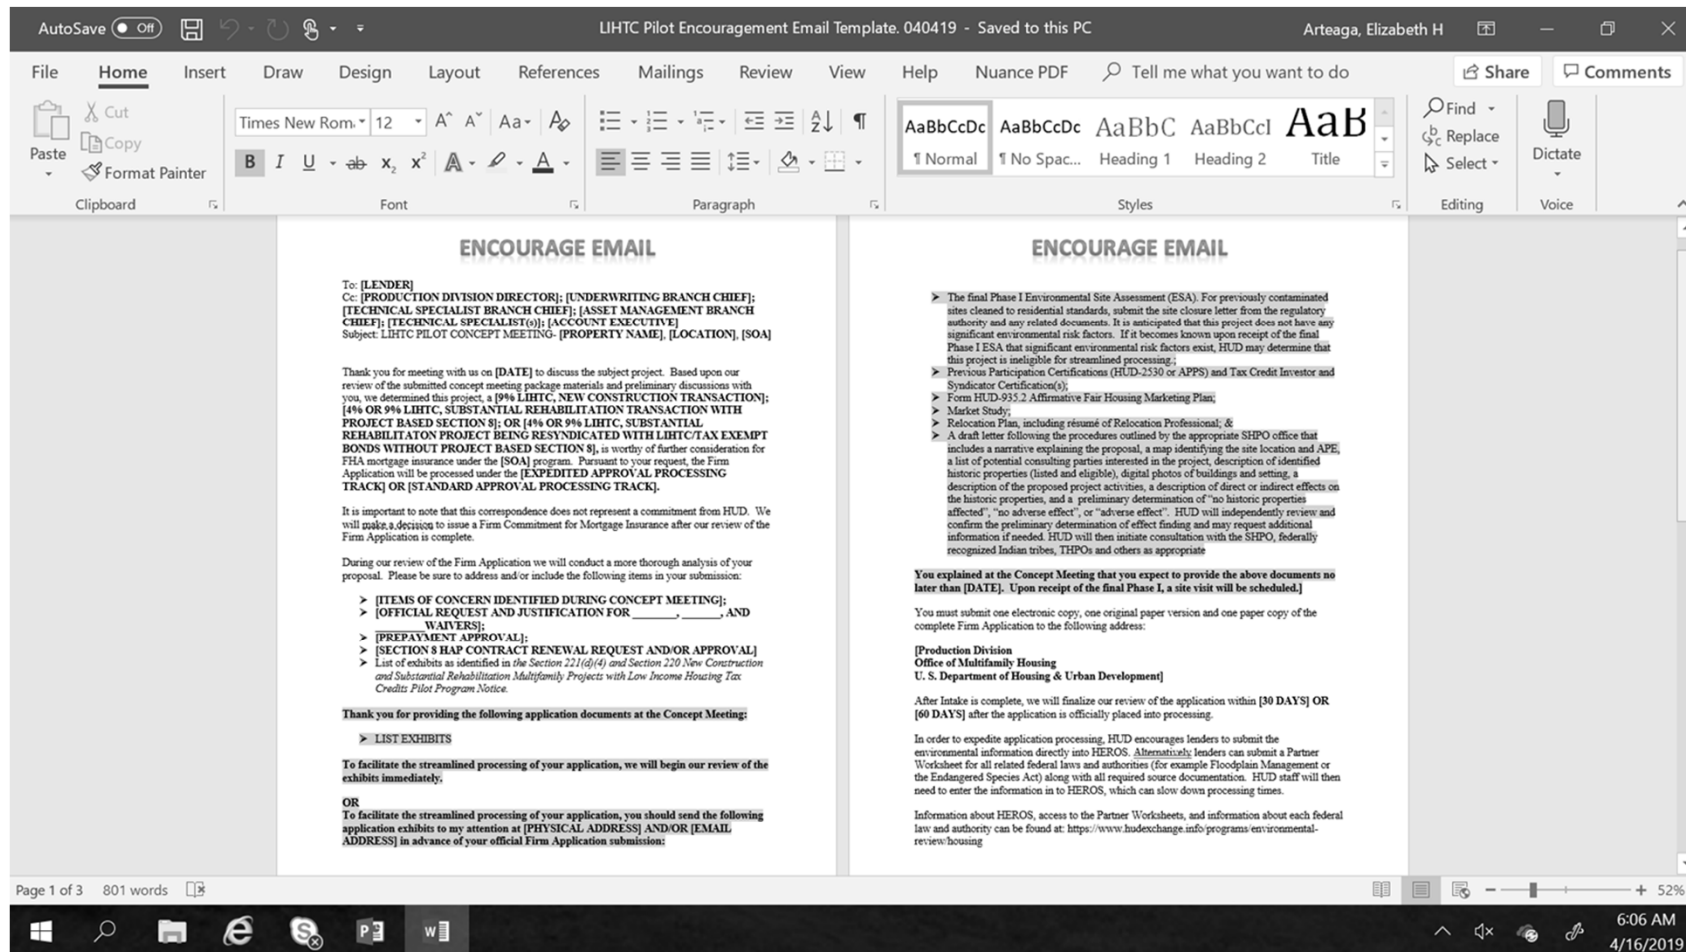 AutoSave Off LIHTC Pilot Encouragement Email Template. 040419 - Saved to this PC Arteaga, Elizabeth H
File Home Insert Draw Design Layout References Mailings Review View Help Nuance PDF Tell me what you want to do Share Comments
Paste Cut Copy Format Painter
Times New Rom 12
AaBbCcDc AaBbCcDc AaBbC AaBbCcI AaB
¶ Normal ¶ No Spac... Heading 1 Heading 2 Title
Find Replace Select
Dictate
Clipboard Font Paragraph Styles Editing Voice
ENCOURAGE EMAIL
To: [LENDER]
Cc: [PRODUCTION DIVISION DIRECTOR]; [UNDERWRITING BRANCH CHIEF];
[TECHNICAL SPECIALIST BRANCH CHIEF]; [ASSET MANAGEMENT BRANCH
CHIEF]; [TECHNICAL SPECIALIST(s)]; [ACCOUNT EXECUTIVE]
Subject: LIHTC PILOT CONCEPT MEETING- [PROPERTY NAME], [LOCATION], [SOA]
Thank you for meeting with us on [DATE] to discuss the subject project. Based upon our
review of the submitted concept meeting package materials and preliminary discussions with
you, we determined this project, a [9% LIHTC, NEW CONSTRUCTION TRANSACTION];
[4% OR 9% LIHTC, SUBSTANTIAL REHABILITATION TRANSACTION WITH
PROJECT BASED SECTION 8]; OR [4% OR 9% LIHTC, SUBSTANTIAL
REHABILITATON PROJECT BEING RESYNDICATED WITH LIHTC/TAX EXEMPT
BONDS WITHOUT PROJECT BASED SECTION 8], is worthy of further consideration for
FHA mortgage insurance under the [SOA] program. Pursuant to your request, the Firm
Application will be processed under the [EXPEDITED APPROVAL PROCESSING
TRACK] OR [STANDARD APPROVAL PROCESSING TRACK].
It is important to note that this correspondence does not represent a commitment from HUD. We
will make a decision to issue a Firm Commitment for Mortgage Insurance after our review of the
Firm Application is complete.
During our review of the Firm Application we will conduct a more thorough analysis of your
proposal. Please be sure to address and/or include the following items in your submission:
➢ [ITEMS OF CONCERN IDENTIFIED DURING CONCEPT MEETING];
➢ [OFFICIAL REQUEST AND JUSTIFICATION FOR _______, ______, AND
________WAIVERS];
➢ [PREPAYMENT APPROVAL];
➢ [SECTION 8 HAP CONTRACT RENEWAL REQUEST AND/OR APPROVAL]
➢ List of exhibits as identified in the Section 221(d)(4) and Section 220 New Construction
and Substantial Rehabilitation Multifamily Projects with Low Income Housing Tax
Credits Pilot Program Notice.
Thank you for providing the following application documents at the Concept Meeting:
➢ LIST EXHIBITS
To facilitate the streamlined processing of your application, we will begin our review of the
exhibits immediately.
OR
To facilitate the streamlined processing of your application, you should send the following
application exhibits to my attention at [PHYSICAL ADDRESS] AND/OR [EMAIL
ADDRESS] in advance of your official Firm Application submission:
ENCOURAGE EMAIL
➢ The final Phase I Environmental Site Assessment (ESA). For previously contaminated
sites cleaned to residential standards, submit the site closure letter from the regulatory
authority and any related documents. It is anticipated that this project does not have any
significant environmental risk factors. If it becomes known upon receipt of the final
Phase I ESA that significant environmental risk factors exist, HUD may determine that
this project is ineligible for streamlined processing.;
➢ Previous Participation Certifications (HUD-2530 or APPS) and Tax Credit Investor and
Syndicator Certification(s);
➢ Form HUD-935.2 Affirmative Fair Housing Marketing Plan;
➢ Market Study;
➢ Relocation Plan, including résumé of Relocation Professional; &
➢ A draft letter following the procedures outlined by the appropriate SHPO office that
includes a narrative explaining the proposal, a map identifying the site location and APE,
a list of potential consulting parties interested in the project, description of identified
historic properties (listed and eligible), digital photos of buildings and setting, a
description of the proposed project activities, a description of direct or indirect effects on
the historic properties, and a preliminary determination of “no historic properties
affected”, “no adverse effect”, or “adverse effect”. HUD will independently review and
confirm the preliminary determination of effect finding and may request additional
information if needed. HUD will then initiate consultation with the SHPO, federally
recognized Indian tribes, THPOs and others as appropriate
You explained at the Concept Meeting that you expect to provide the above documents no
later than [DATE]. Upon receipt of the final Phase I, a site visit will be scheduled.]
You must submit one electronic copy, one original paper version and one paper copy of the
complete Firm Application to the following address:
[Production Division
Office of Multifamily Housing
U. S. Department of Housing & Urban Development]
After Intake is complete, we will finalize our review of the application within [30 DAYS] OR
[60 DAYS] after the application is officially placed into processing.
In order to expedite application processing, HUD encourages lenders to submit the
environmental information directly into HEROS. Alternatively lenders can submit a Partner
Worksheet for all related federal laws and authorities (for example Floodplain Management or
the Endangered Species Act) along with all required source documentation. HUD staff will then
need to enter the information in to HEROS, which can slow down processing times.
Information about HEROS, access to the Partner Worksheets, and information about each federal
law and authority can be found at: https://www.hudexchange.info/programs/environmental-
review/housing
Page 1 of 3 801 words 52%
6:06 AM
4/16/2019